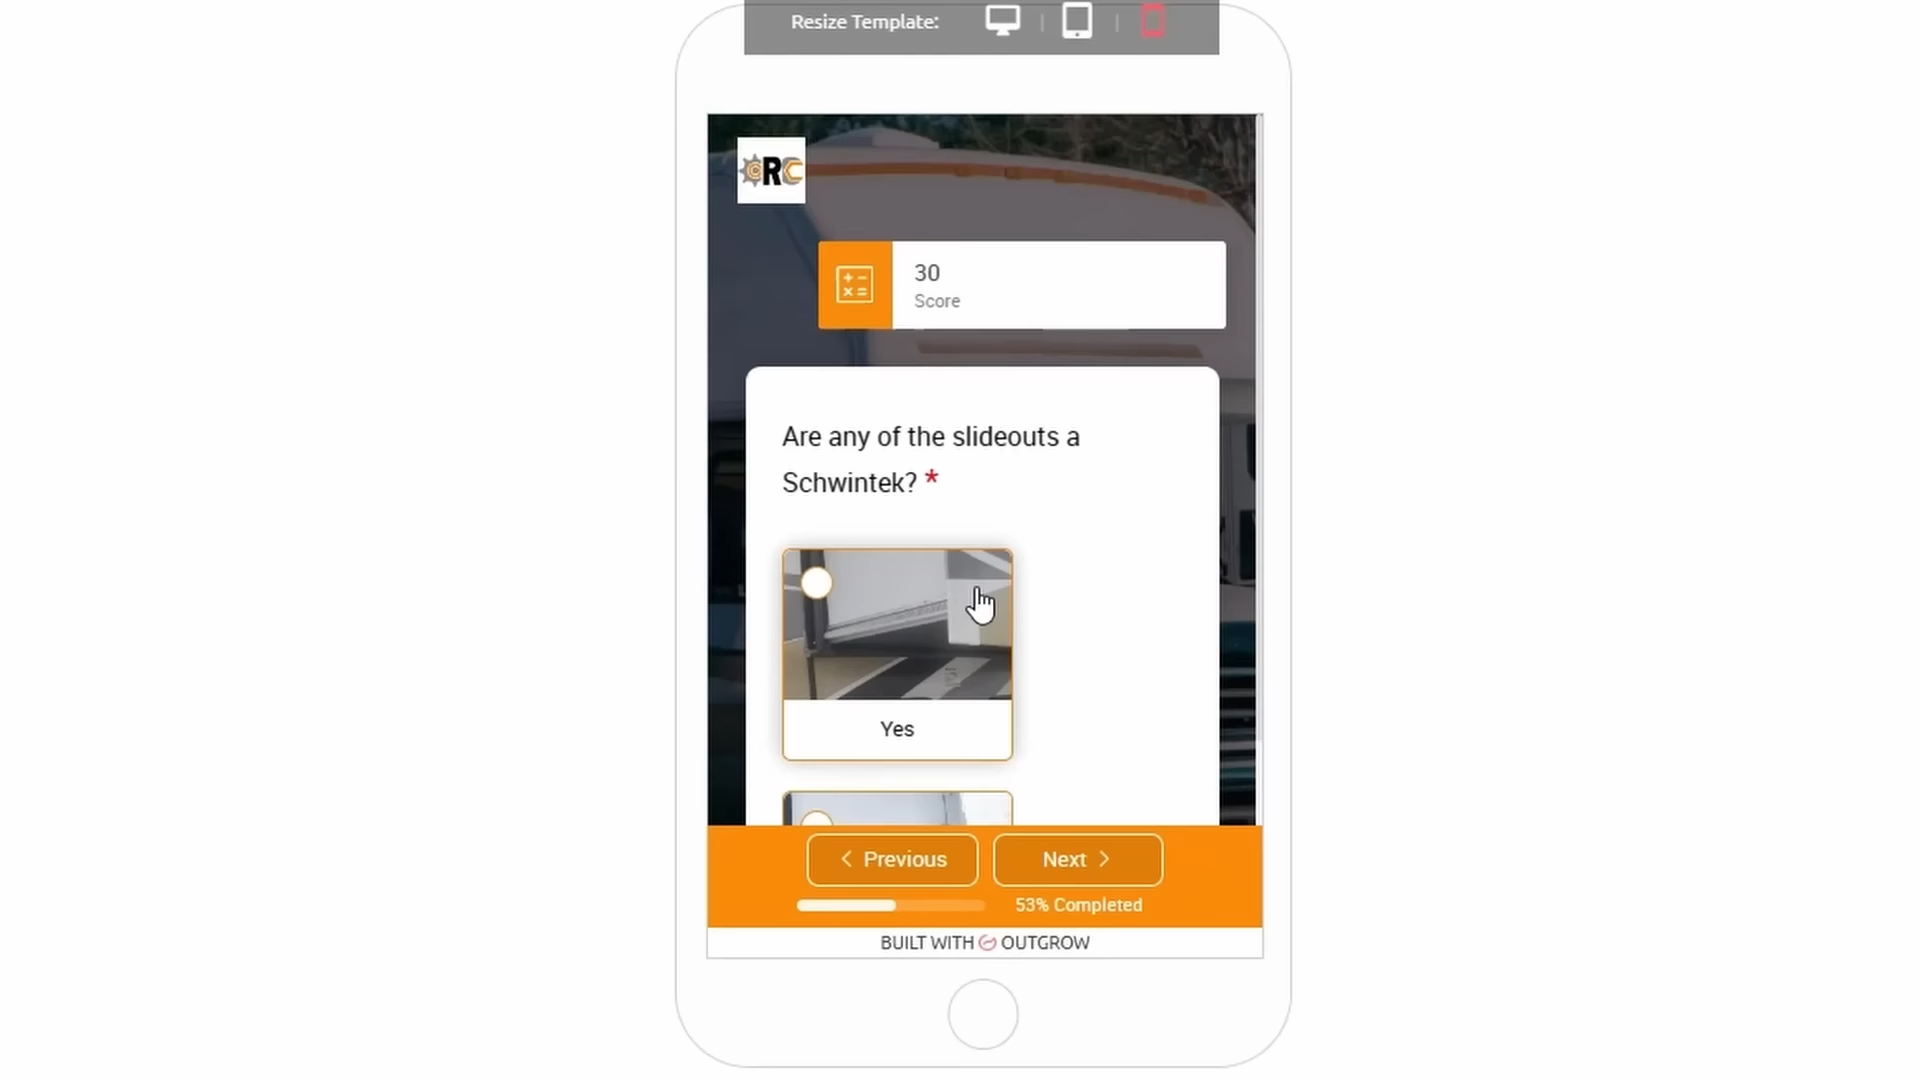 Resize Template:
RC
30
Score
Are any of the slideouts a
Schwintek? *
Yes
Previous
Next
53% Completed
BUILT WITH OUTGROW